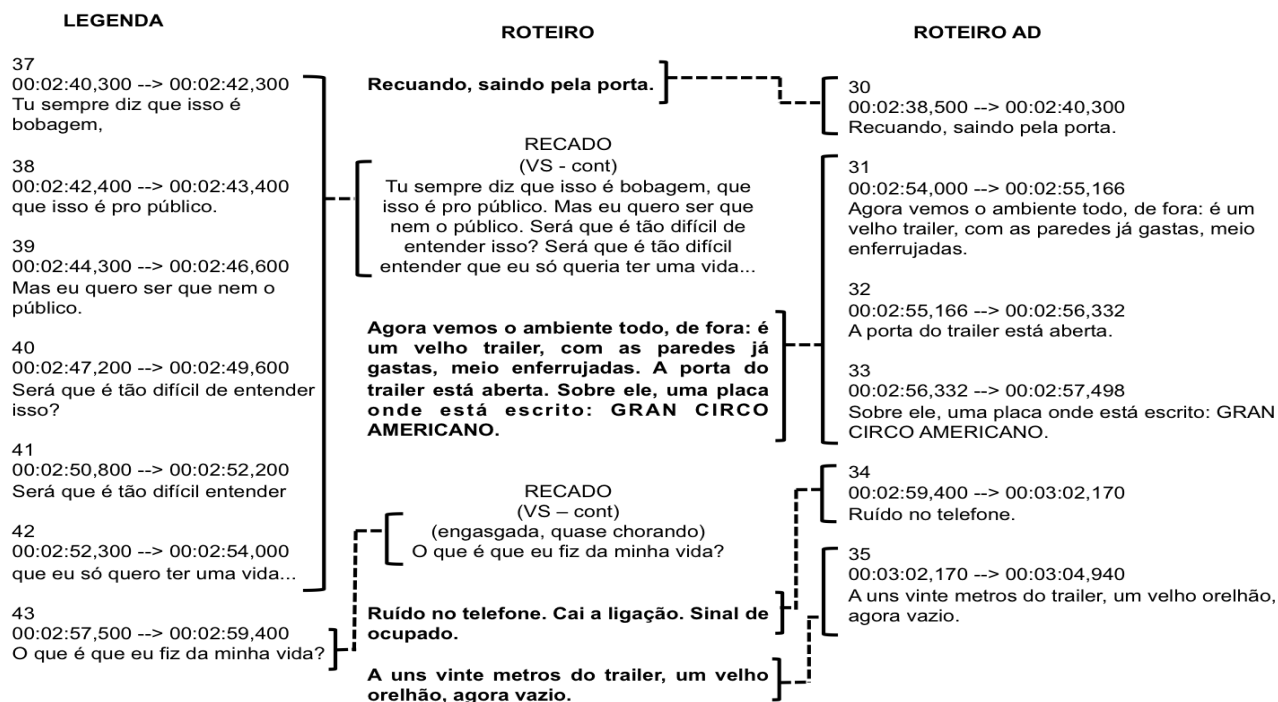 LEGENDA
37
00:02:40,300 --> 00:02:42,300
Tu sempre diz que isso é
bobagem,
38
00:02:42,400 --> 00:02:43,400
que isso é pro público.
39
00:02:44,300 --> 00:02:46,600
Mas eu quero ser que nem o
público.
40
00:02:47,200 --> 00:02:49,600
Será que é tão difícil de entender
isso?
41
00:02:50,800 --> 00:02:52,200
Será que é tão difícil entender
42
00:02:52,300 --> 00:02:54,000
que eu só quero ter uma vida...
43
00:02:57,500 --> 00:02:59,400
O que é que eu fiz da minha vida?
ROTEIRO
Recuando, saindo pela porta.
RECADO
(VS - cont)
Tu sempre diz que isso é bobagem, que
isso é pro público. Mas eu quero ser que
nem o público. Será que é tão difícil de
entender isso? Será que é tão difícil
entender que eu só queria ter uma vida...
Agora vemos o ambiente todo, de fora: é
um velho trailer, com as paredes já
gastas, meio enferrujadas. A porta do
trailer está aberta. Sobre ele, uma placa
onde está escrito: GRAN CIRCO
AMERICANO.
RECADO
(VS – cont)
(engasgada, quase chorando)
O que é que eu fiz da minha vida?
Ruído no telefone. Cai a ligação. Sinal de
ocupado.
A uns vinte metros do trailer, um velho
orelhão, agora vazio.
ROTEIRO AD
30
00:02:38,500 --> 00:02:40,300
Recuando, saindo pela porta.
31
00:02:54,000 --> 00:02:55,166
Agora vemos o ambiente todo, de fora: é um
velho trailer, com as paredes já gastas, meio
enferrujadas.
32
00:02:55,166 --> 00:02:56,332
A porta do trailer está aberta.
33
00:02:56,332 --> 00:02:57,498
Sobre ele, uma placa onde está escrito: GRAN
CIRCO AMERICANO.
34
00:02:59,400 --> 00:03:02,170
Ruído no telefone.
35
00:03:02,170 --> 00:03:04,940
A uns vinte metros do trailer, um velho orelhão,
agora vazio.